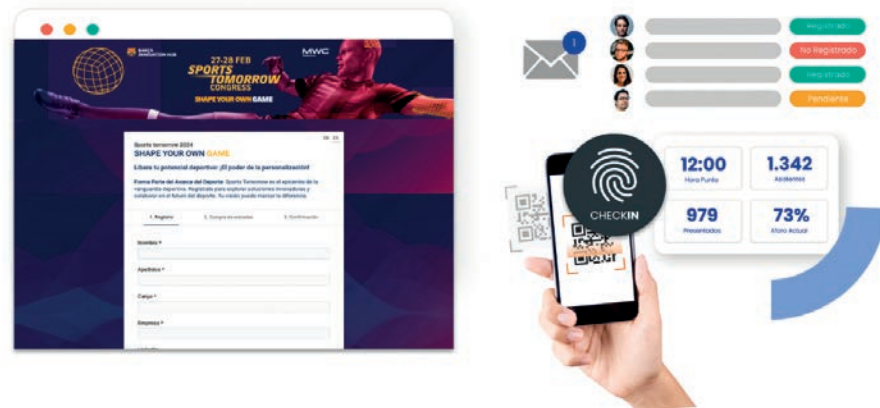 BARÇA
INNOVATION HUB
27-28 FEB
SPORTS
TOMORROW
CONGRESS
SHAPE YOUR OWN GAME
MWC
Sports tomorrow 2024
SHAPE YOUR OWN GAME
Libera tu potencial deportivo: ¡El poder de la personalización!
Forma Parte del Avance del Deporte: Sports Tomorrow es el epicentro de la
vanguardia deportiva. Regístrate para explorar soluciones innovadoras y
colaborar en el futuro del deporte. Tu visión puede marcar la diferencia.
1. Registro
2. Compra de entradas
3. Confirmación
Nombre *
Apellidos *
Cargo *
Empresa *
1
Registrado
No Registrado
Registrado
Pendiente
CHECKIN
12:00
Hora Punta
1.342
Asistentes
979
Presentados
73%
Aforo Actual